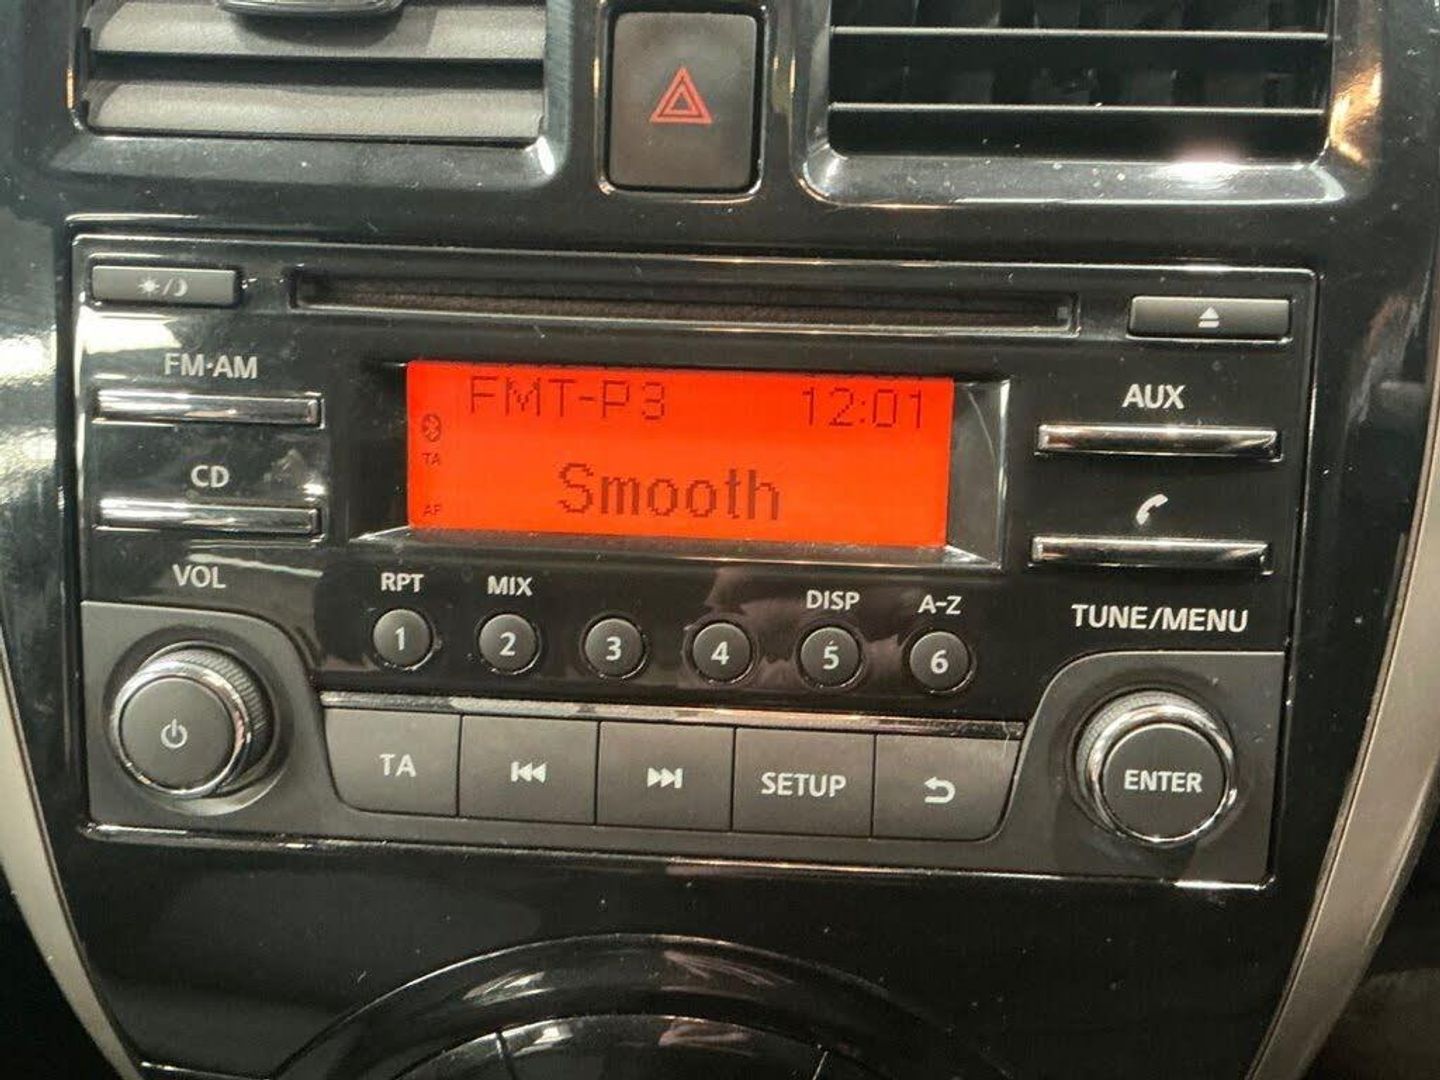 FM·AM
CD
VOL
FMT-P3 12:01
TA
AF
Smooth
AUX
TUNE/MENU
RPT MIX DISP A-Z
1 2 3 4 5 6
TA SETUP
ENTER